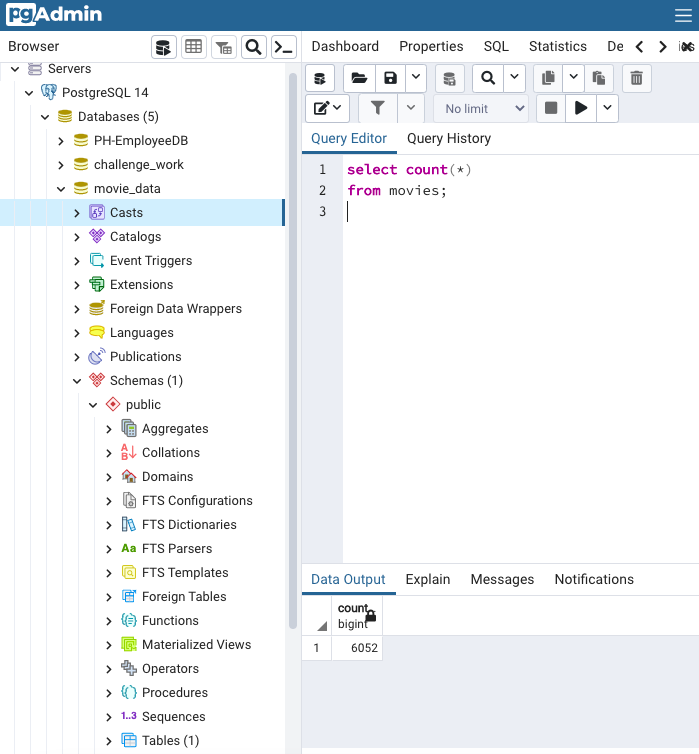 pgAdmin
Browser
Dashboard Properties SQL Statistics De
Servers
PostgreSQL 14
Databases (5)
PH-EmployeeDB
challenge_work
movie_data
Casts
Catalogs
Event Triggers
Extensions
Foreign Data Wrappers
Languages
Publications
Schemas (1)
public
Aggregates
Collations
Domains
FTS Configurations
FTS Dictionaries
Aa FTS Parsers
FTS Templates
Foreign Tables
Functions
Materialized Views
Operators
Procedures
1..3 Sequences
Tables (1)
No limit
Query Editor Query History
1 select count(*)
2 from movies;
3
Data Output Explain Messages Notifications
count
bigint
1 6052